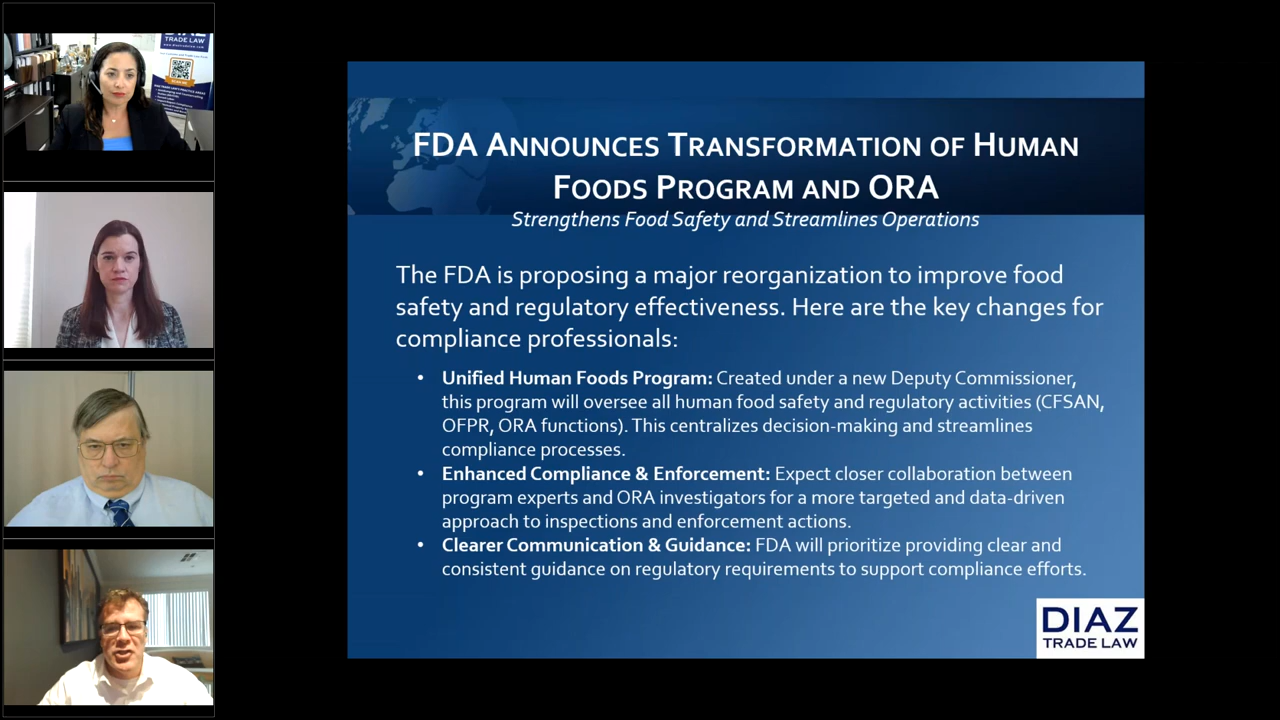 DIAZ
TRADE LAW
FDA ANNOUNCES TRANSFORMATION OF HUMAN
FOODS PROGRAM AND ORA
Strengthens Food Safety and Streamlines Operations
The FDA is proposing a major reorganization to improve food
safety and regulatory effectiveness. Here are the key changes for
compliance professionals:
• Unified Human Foods Program: Created under a new Deputy Commissioner,
this program will oversee all human food safety and regulatory activities (CFSAN,
OFPR, ORA functions). This centralizes decision-making and streamlines
compliance processes.
• Enhanced Compliance & Enforcement: Expect closer collaboration between
program experts and ORA investigators for a more targeted and data-driven
approach to inspections and enforcement actions.
• Clearer Communication & Guidance: FDA will prioritize providing clear and
consistent guidance on regulatory requirements to support compliance efforts.
DIAZ
TRADE LAW